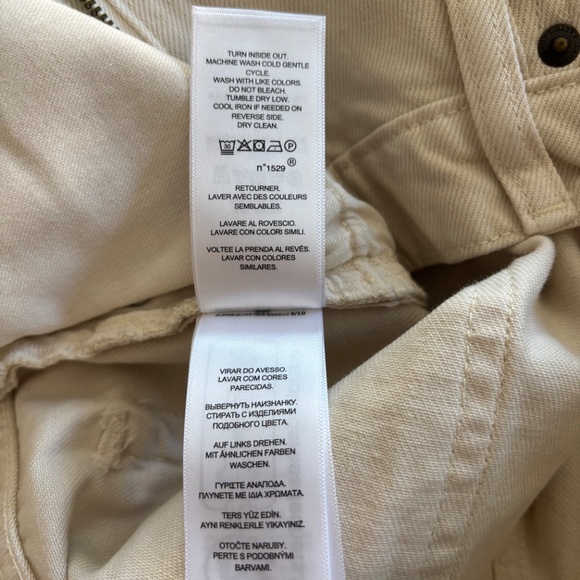 TURN INSIDE OUT.
MACHINE WASH COLD GENTLE
CYCLE.
WASH WITH LIKE COLORS.
DO NOT BLEACH.
TUMBLE DRY LOW.
COOL IRON IF NEEDED ON
REVERSE SIDE.
DRY CLEAN.
30 P
n°1529 ®
RETOURNER.
LAVER AVEC DES COULEURS
SEMBLABLES.
LAVARE AL ROVESCIO.
LAVARE CON COLORI SIMILI.
VOLTEE LA PRENDA AL REVÉS.
LAVAR CON COLORES
SIMILARES.
VIRAR DO AVESSO.
LAVAR COM CORES
PARECIDAS.
ВЫВЕРНУТЬ НАИЗНАНКУ.
СТИРАТЬ С ИЗДЕЛИЯМИ
ПОДОБНОГО ЦВЕТА.
AUF LINKS DREHEN.
MIT ÄHNLICHEN FARBEN
WASCHEN.
ΓΥΡΙΣΤΕ ΑΝΑΠΟΔΑ.
ΠΛΥΝΕΤΕ ΜΕ ΙΔΙΑ ΧΡΩΜΑΤΑ.
TERS YÜZ EDİN.
AYNI RENKLERLE YIKAYINIZ.
OTOČTE NARUBY.
PERTE S PODOBNÝMI
BARVAMI.